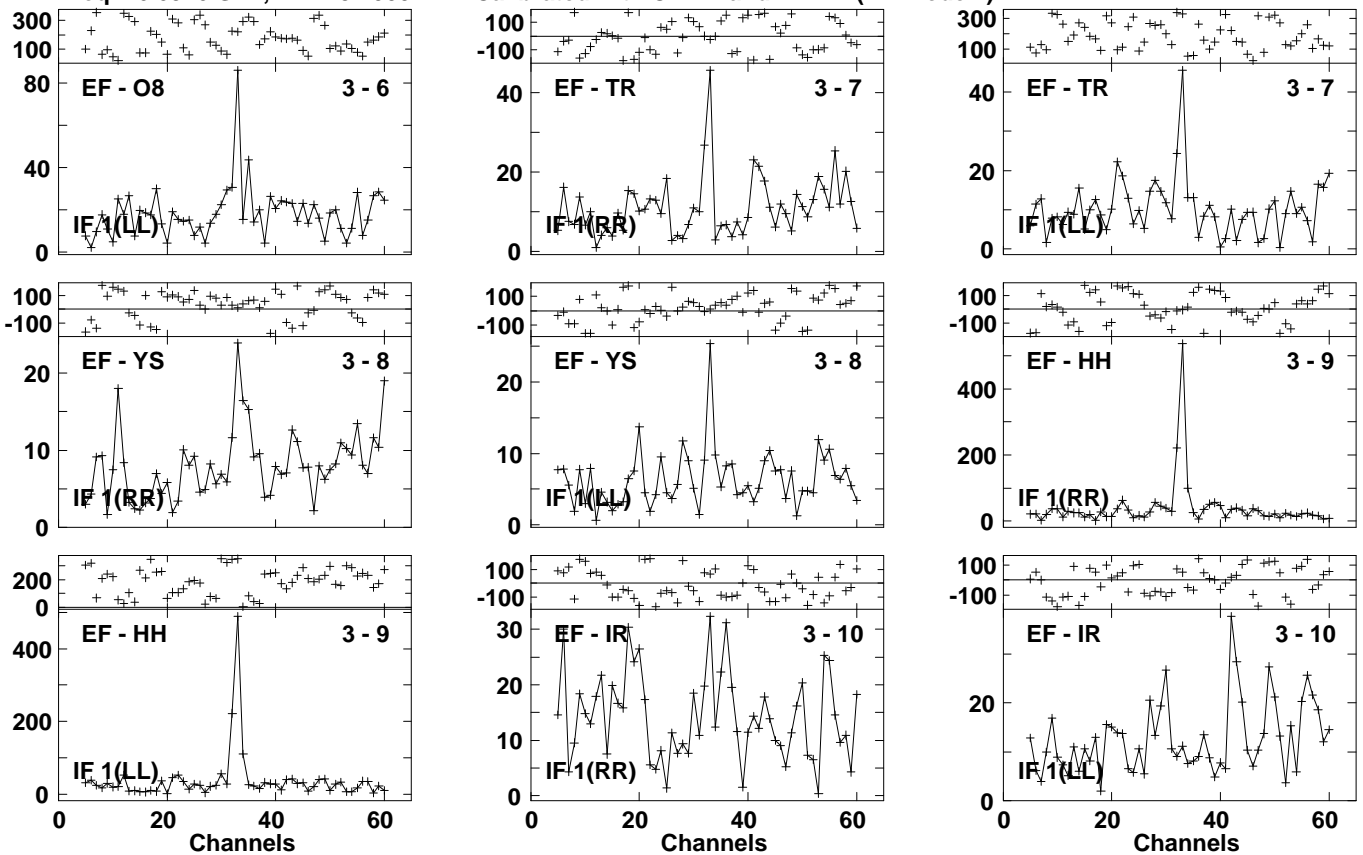 300
100
100
-100
300
100
EF - O8 3 - 6
80
40
0
IF 1(LL)
EF - TR 3 - 7
40
20
0
IF 1(RR)
EF - TR 3 - 7
40
20
0
IF 1(LL)
100
-100
100
-100
100
-100
EF - YS 3 - 8
20
10
0
IF 1(RR)
EF - YS 3 - 8
20
10
0
IF 1(LL)
EF - HH 3 - 9
400
200
0
IF 1(RR)
200
0
100
-100
100
-100
EF - HH 3 - 9
400
200
0
IF 1(LL)
EF - IR 3 - 10
30
20
10
0
IF 1(RR)
EF - IR 3 - 10
20
0
IF 1(LL)
0 20 40 60
0 20 40 60
0 20 40 60
Channels
Channels
Channels